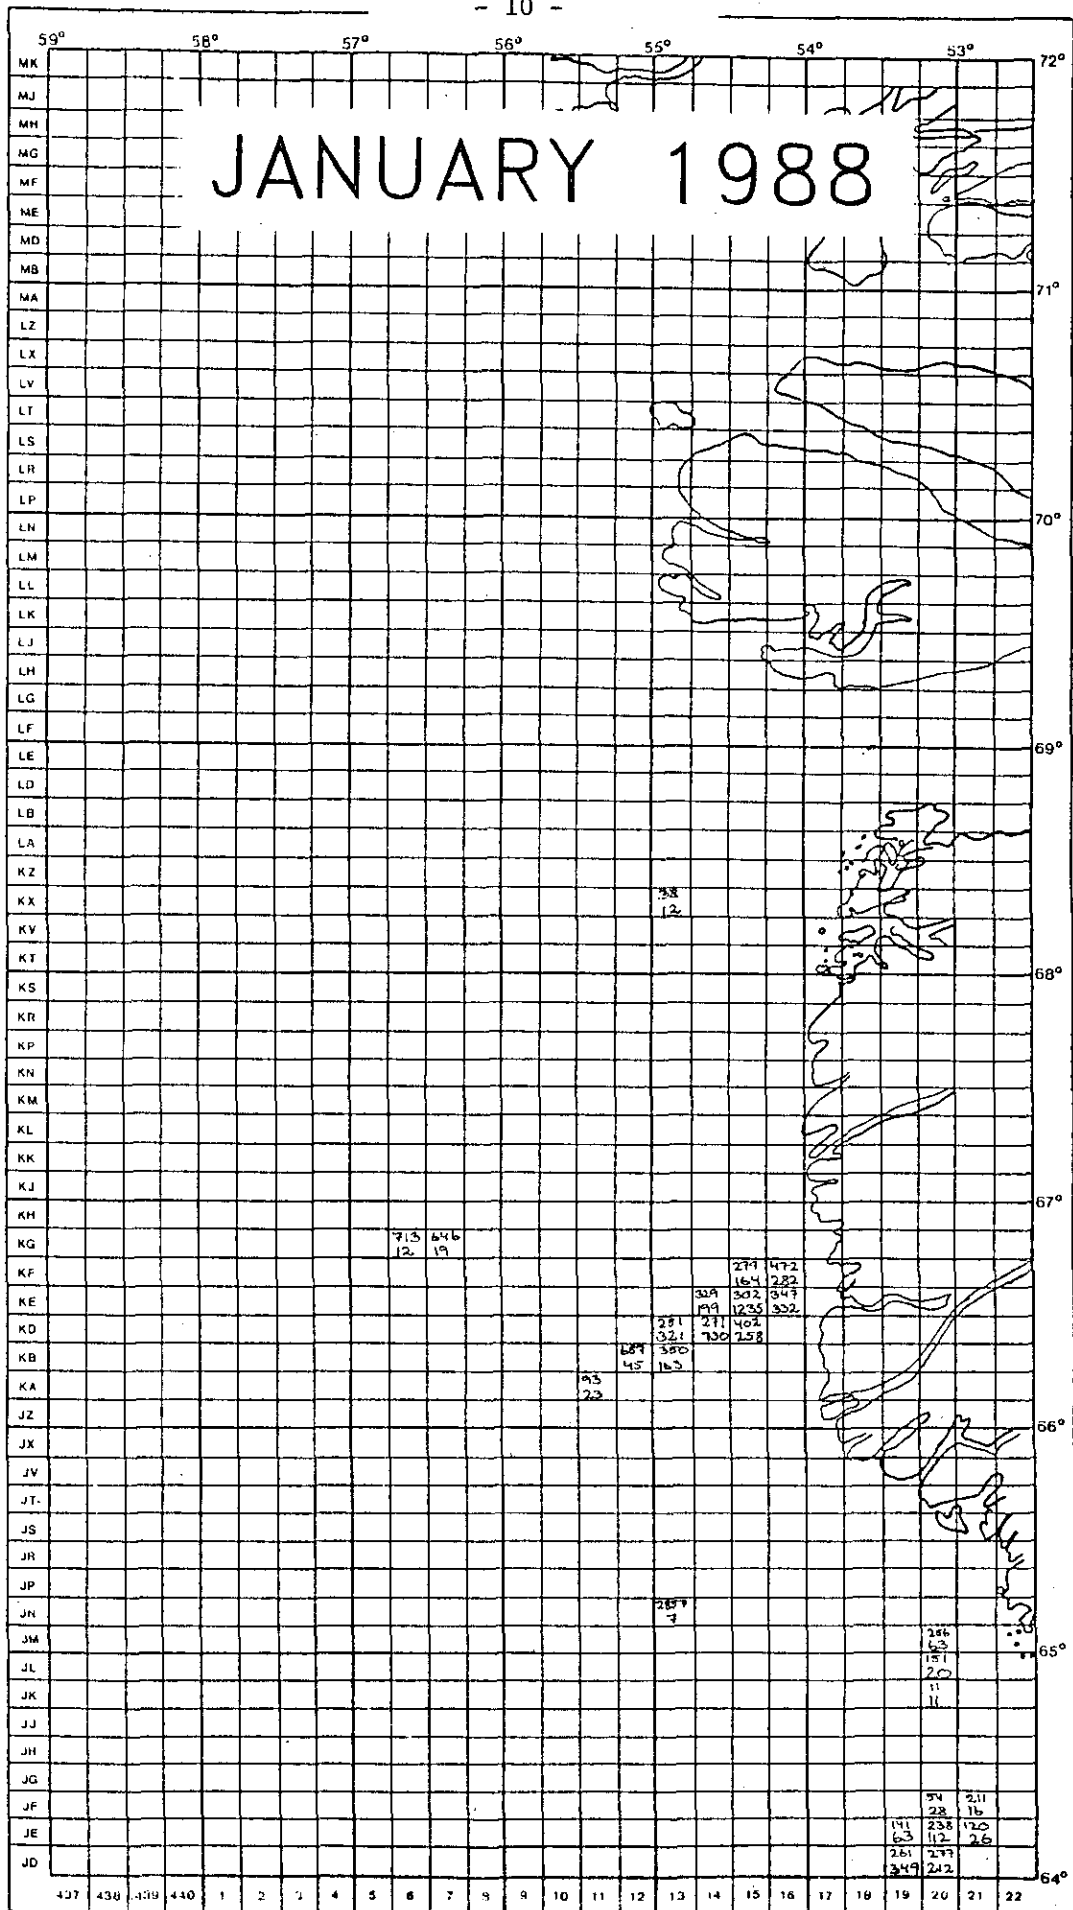 - 10 -
59° 58° 57° 56° 55° 54° 53°
MK 72°
MJ
MH
JANUARY 1988
MG
MF
ME
MD
MB
MA 71°
LZ
LX
LV
LT
LS
LR
LP
LN 70°
LM
LL
LK
LJ
LH
LG
LF
LE 69°
LD
LB
LA
KZ
KX 38
12
KV
KT
KS 68°
KR
KP
KN
KM
KL
KK
KJ
KH 67°
KG 713 646
12 19
KF 277 472
164 282
KE 329 302 347
199 1235 332
KD 271 402
321 730 258
KB 350
45 163
KA 93
23
JZ 66°
JX
JV
JT
JS
JR
JP
JN
7
JM 286
63
JL 151 65°
20
JK 11
11
JJ
JH
JG
JF 54 211
28 16
JE 141 238 120
63 112 26
JD 261 277
349 242 64°
437 438 439 440 1 2 3 4 5 6 7 8 9 10 11 12 13 14 15 16 17 18 19 20 21 22